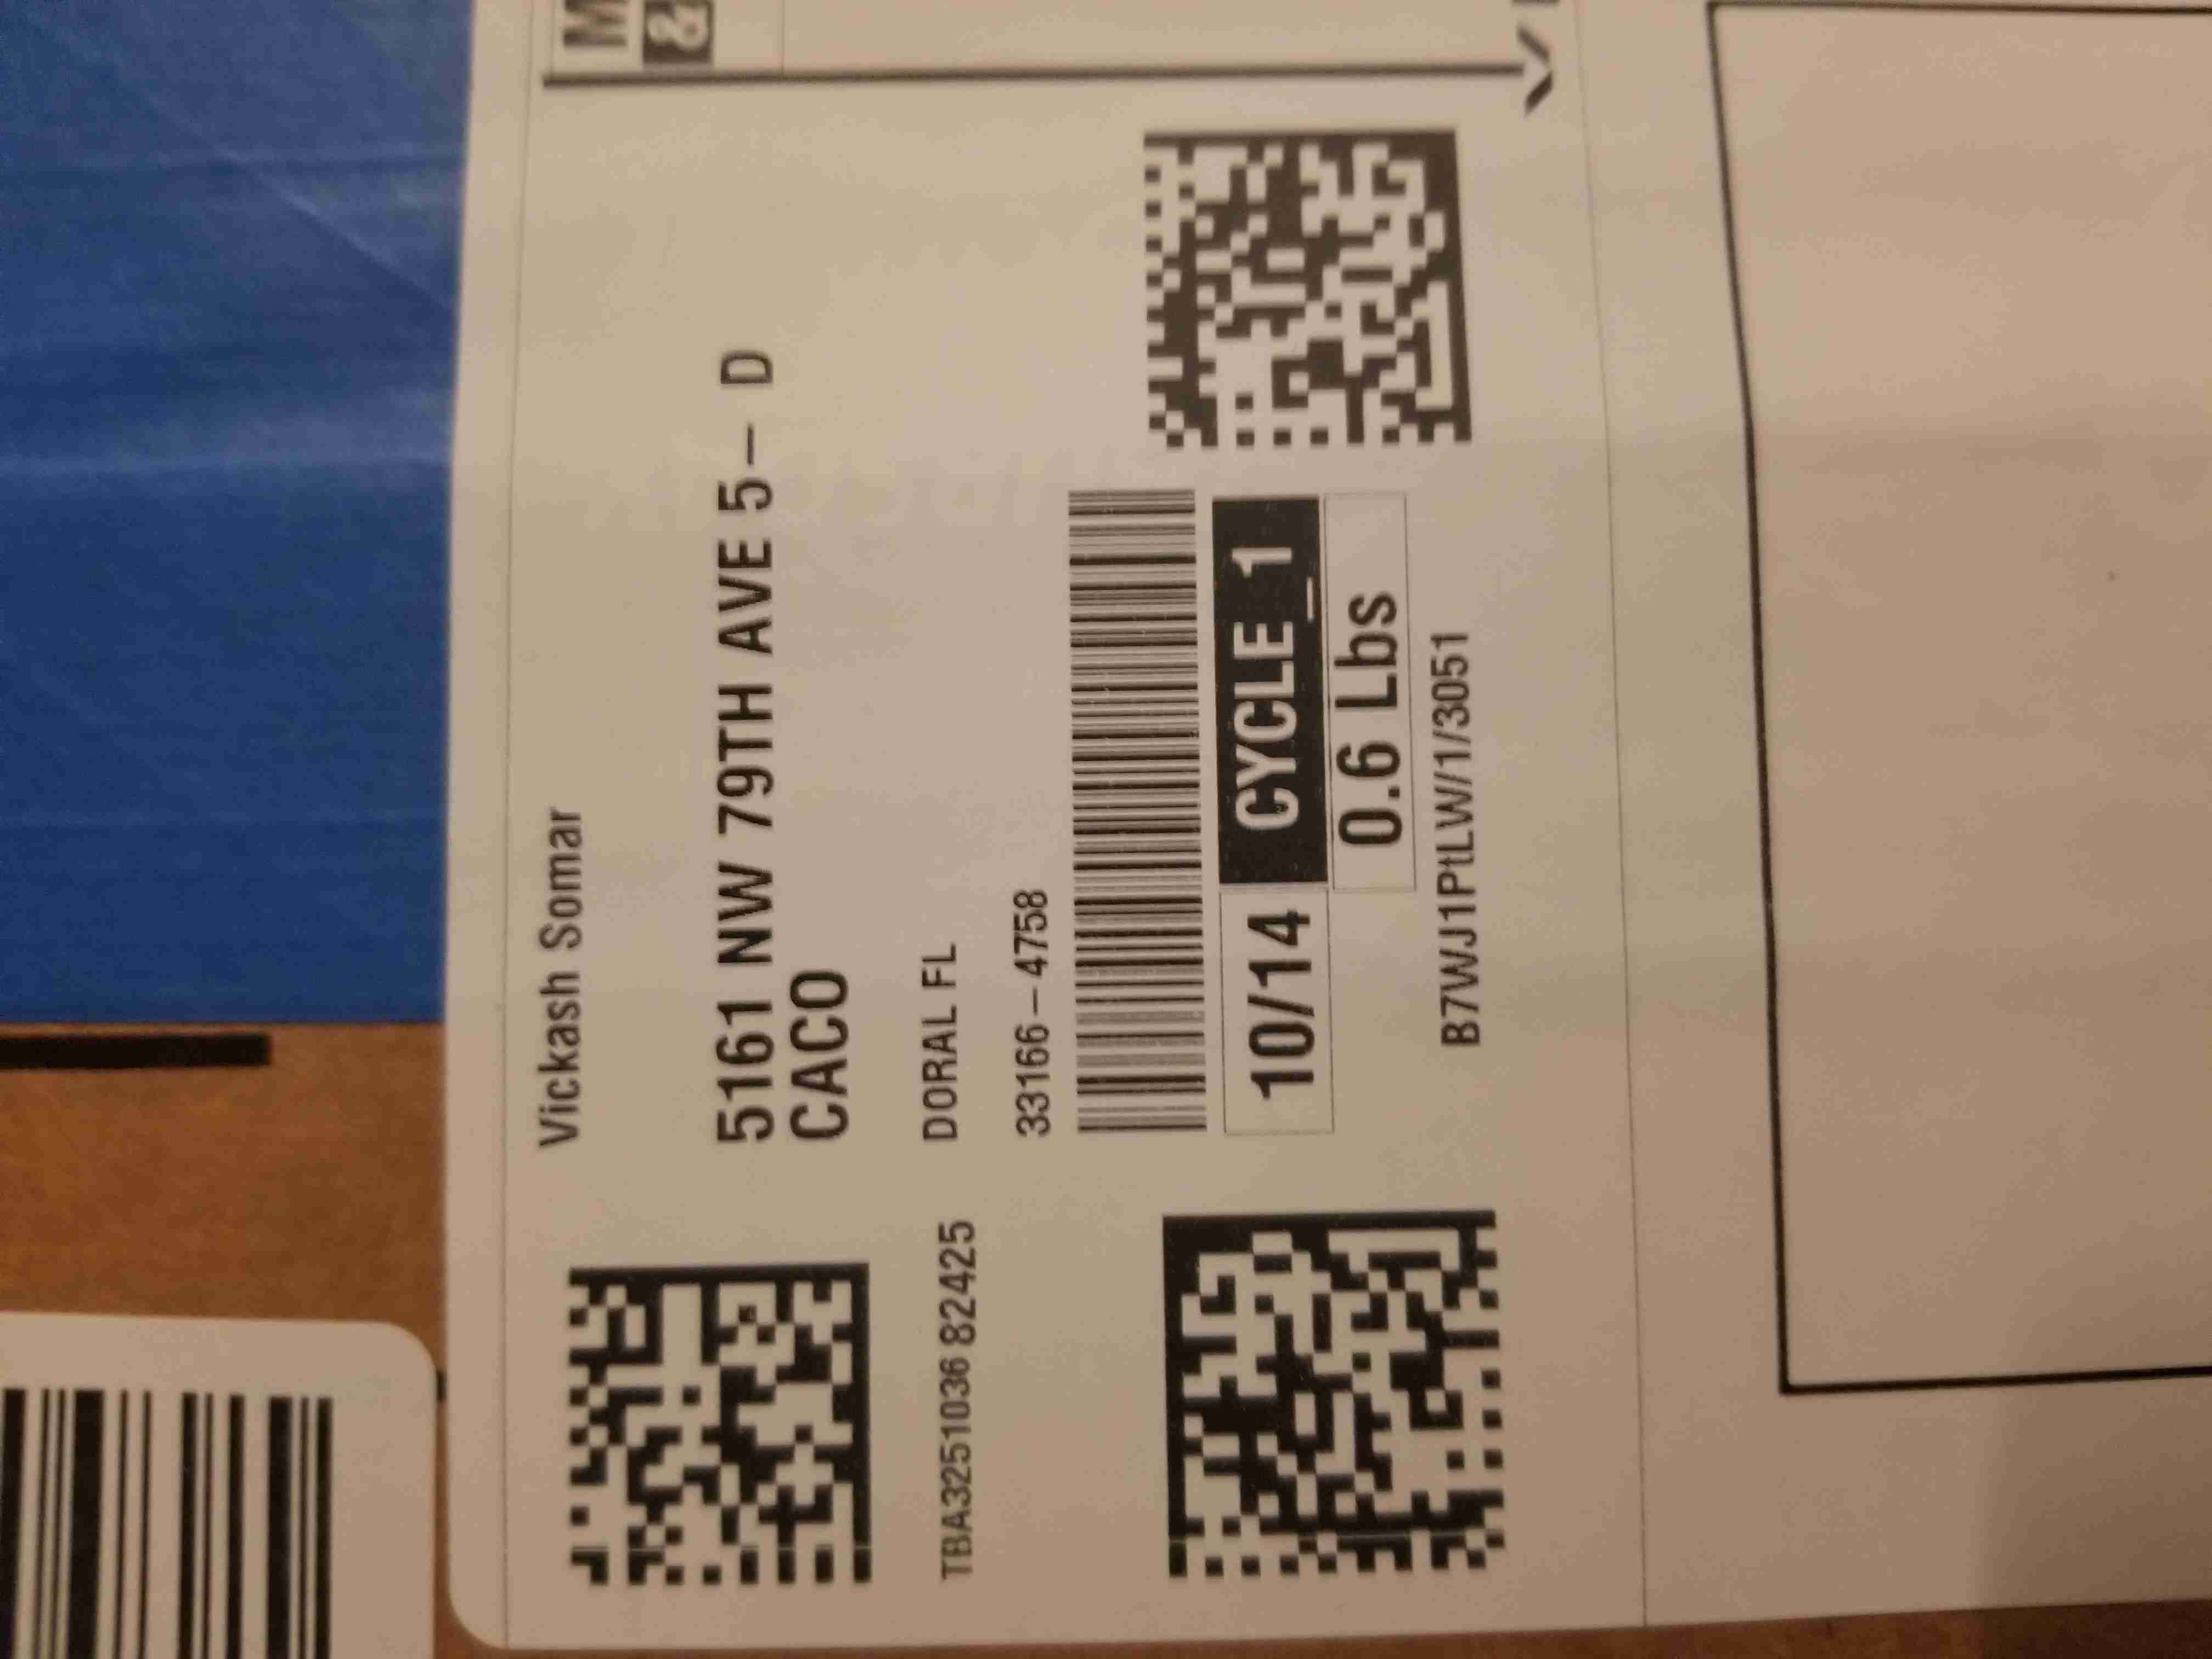 Vickash Somar
5161 NW 79TH AVE 5- D
CACO
DORAL FL
33166-4758
TBA3251036 82425
10/14
CYCLE_1
0.6 Lbs
B7WJ1PtLW/1/3051